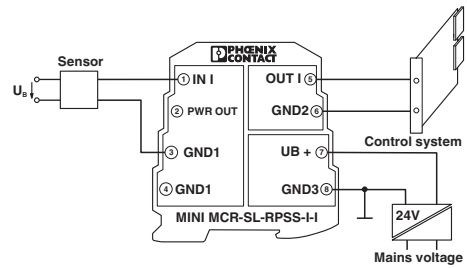 PHŒNIX
CONTACT
Sensor
U_B
1 IN I
2 PWR OUT
3 GND1
4 GND1
OUT I 5
GND2 6
UB + 7
GND3 8
MINI MCR-SL-RPSS-I-I
Control system
24V
Mains voltage